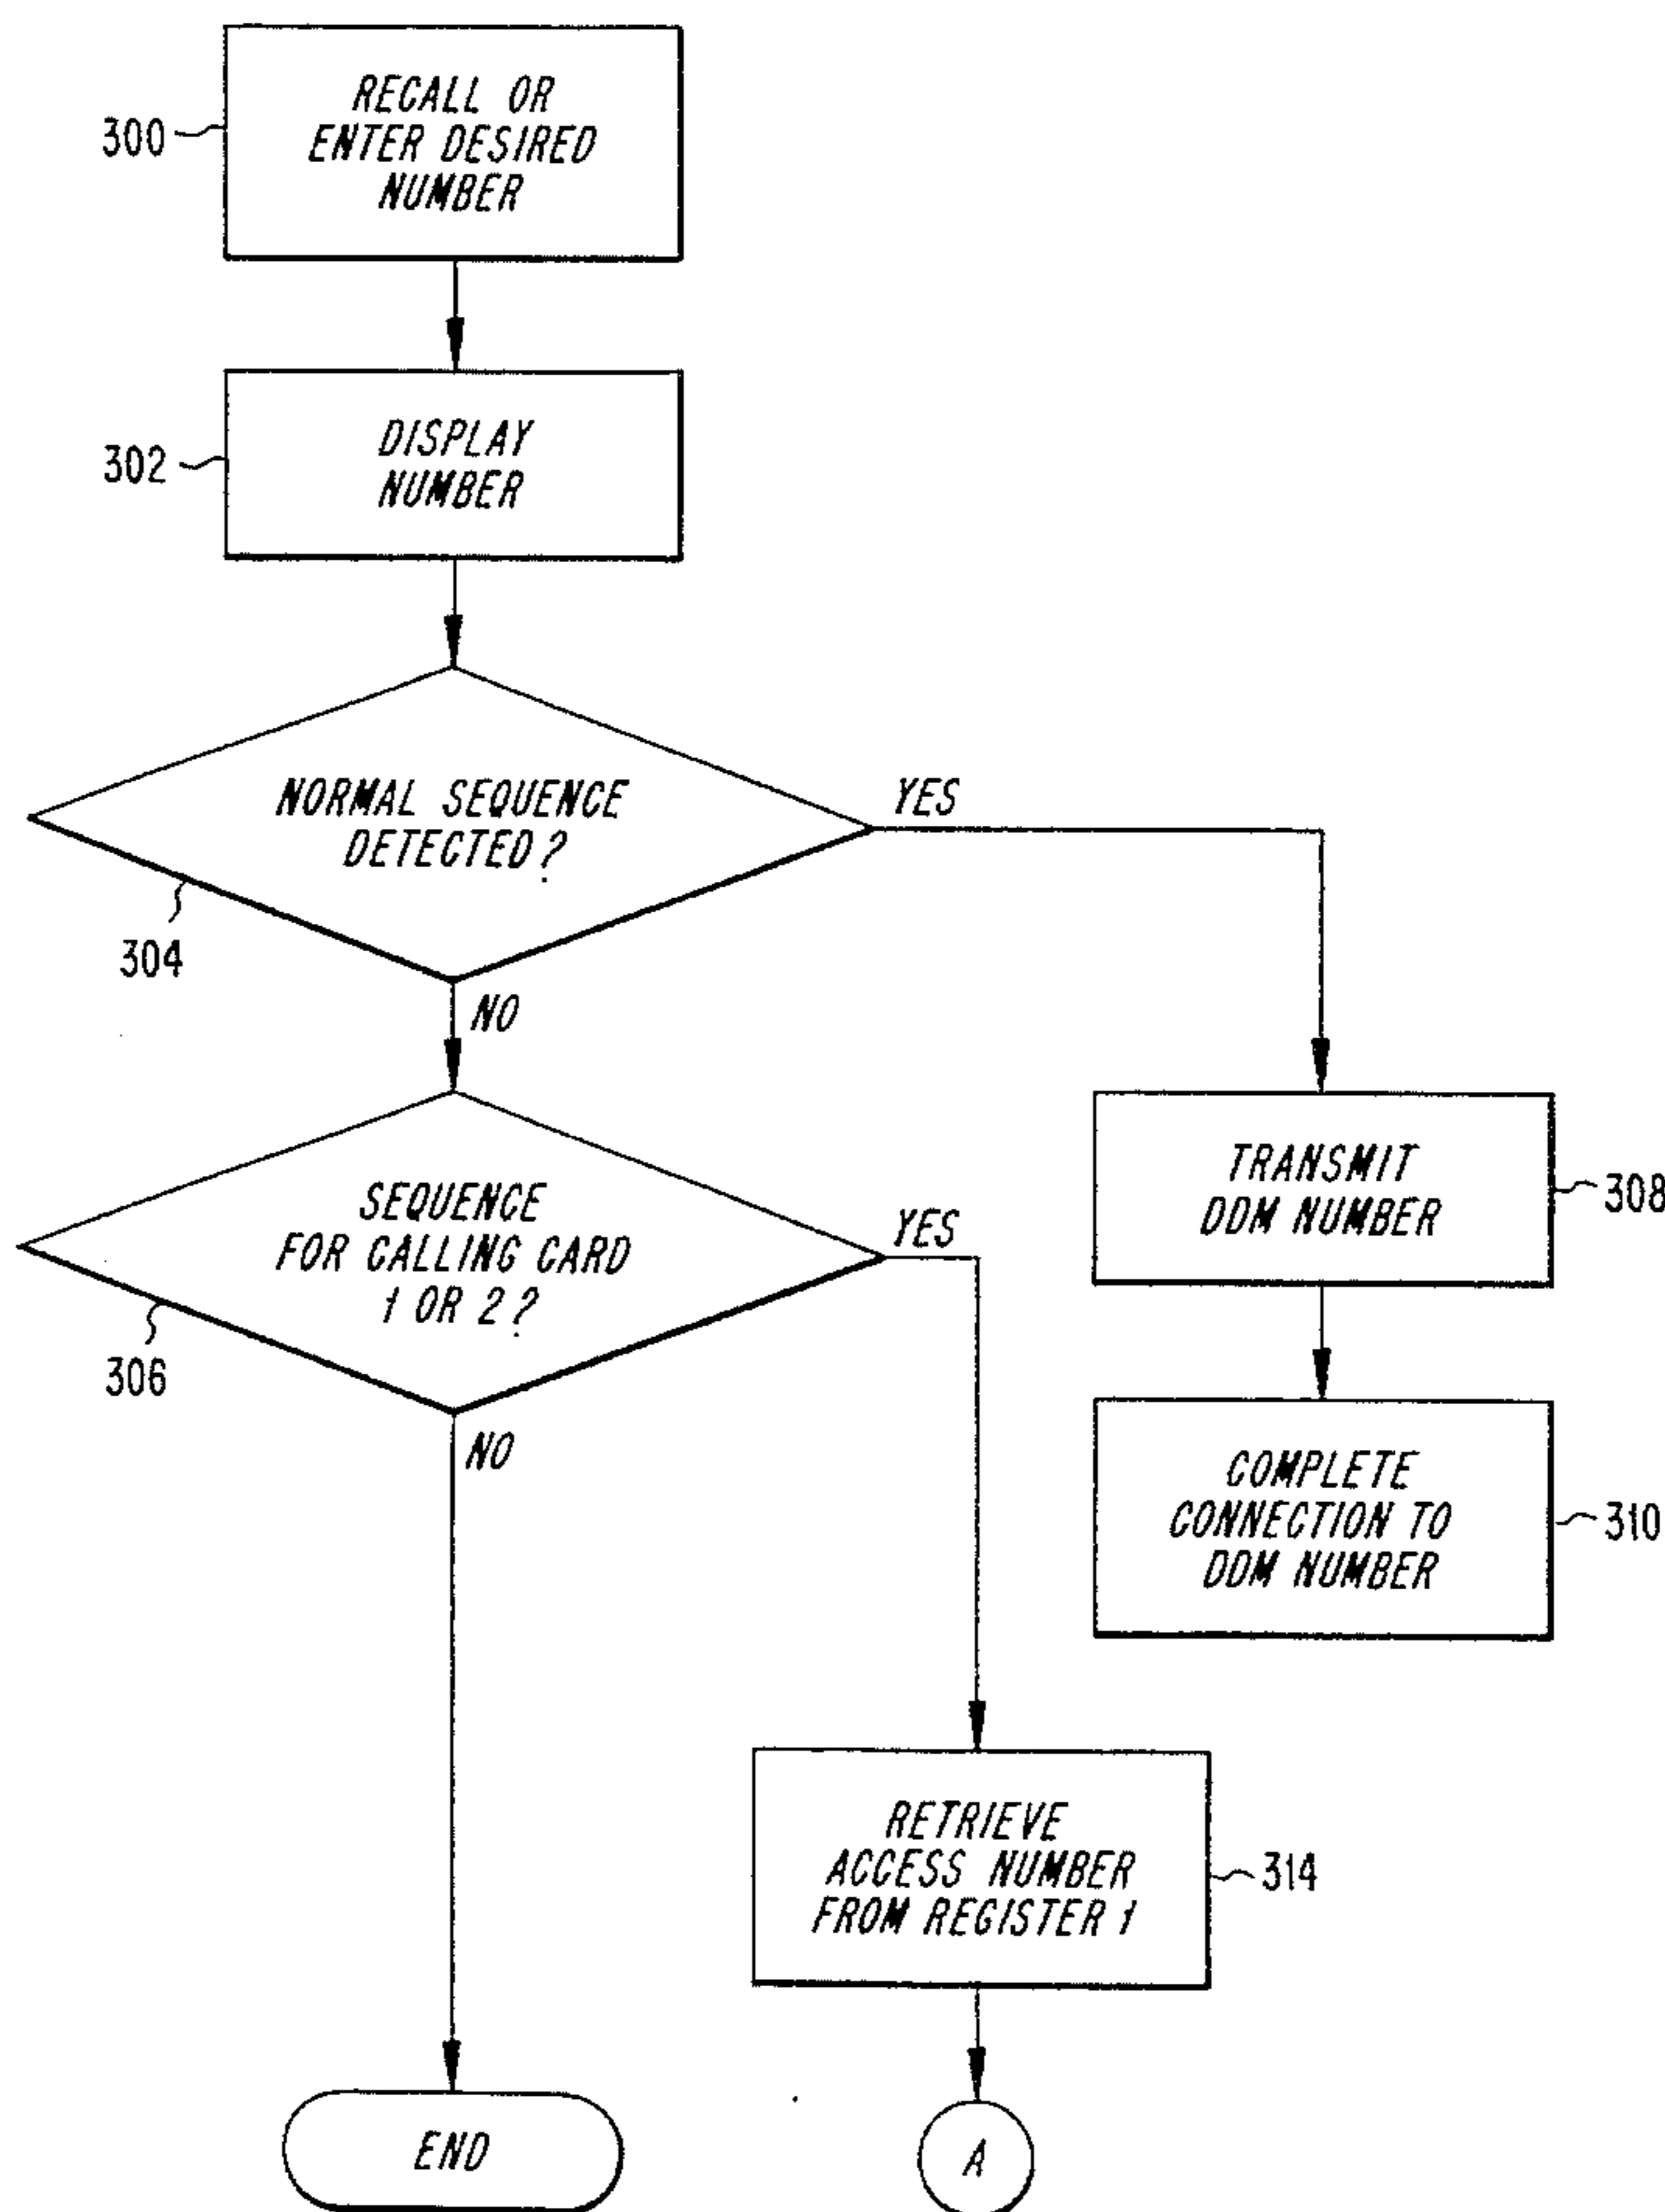 RECALL OR
ENTER DESIRED
NUMBER
300
DISPLAY
NUMBER
302
NORMAL SEQUENCE
DETECTED?
YES
304
NO
SEQUENCE
FOR CALLING CARD
1 OR 2?
YES
306
NO
TRANSMIT
DDM NUMBER
308
COMPLETE
CONNECTION TO
DDM NUMBER
310
RETRIEVE
ACCESS NUMBER
FROM REGISTER 1
314
END
A